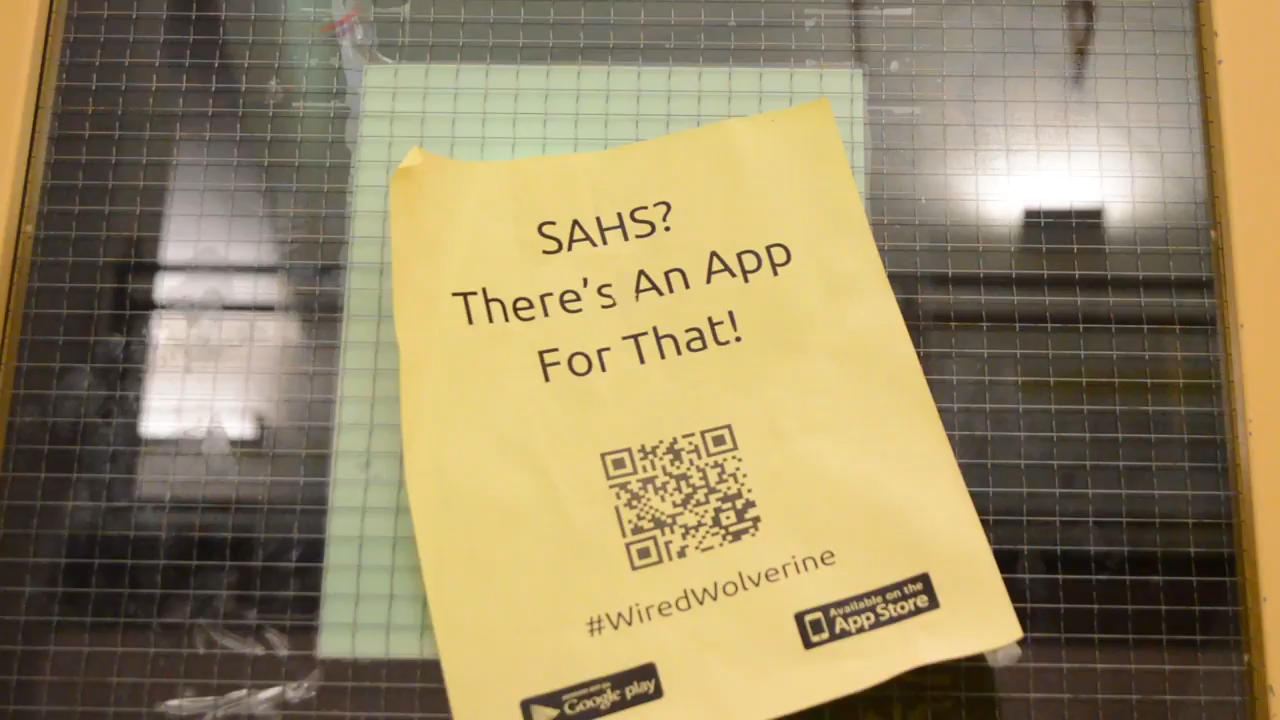 SAHS?
There's An App
For That!
#WiredWolverine
Available on the
App Store
Google play